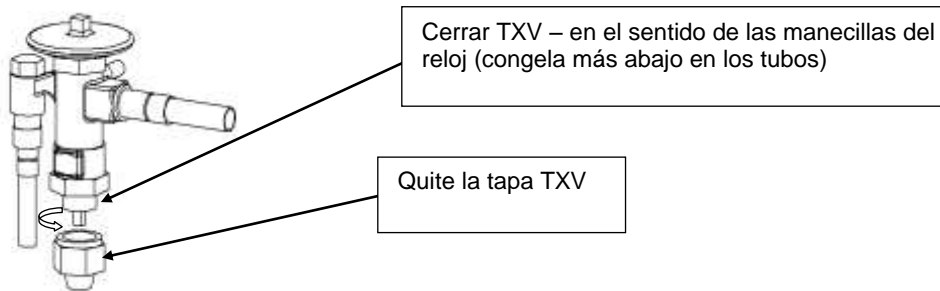 Cerrar TXV – en el sentido de las manecillas del
reloj (congela más abajo en los tubos)
Quite la tapa TXV